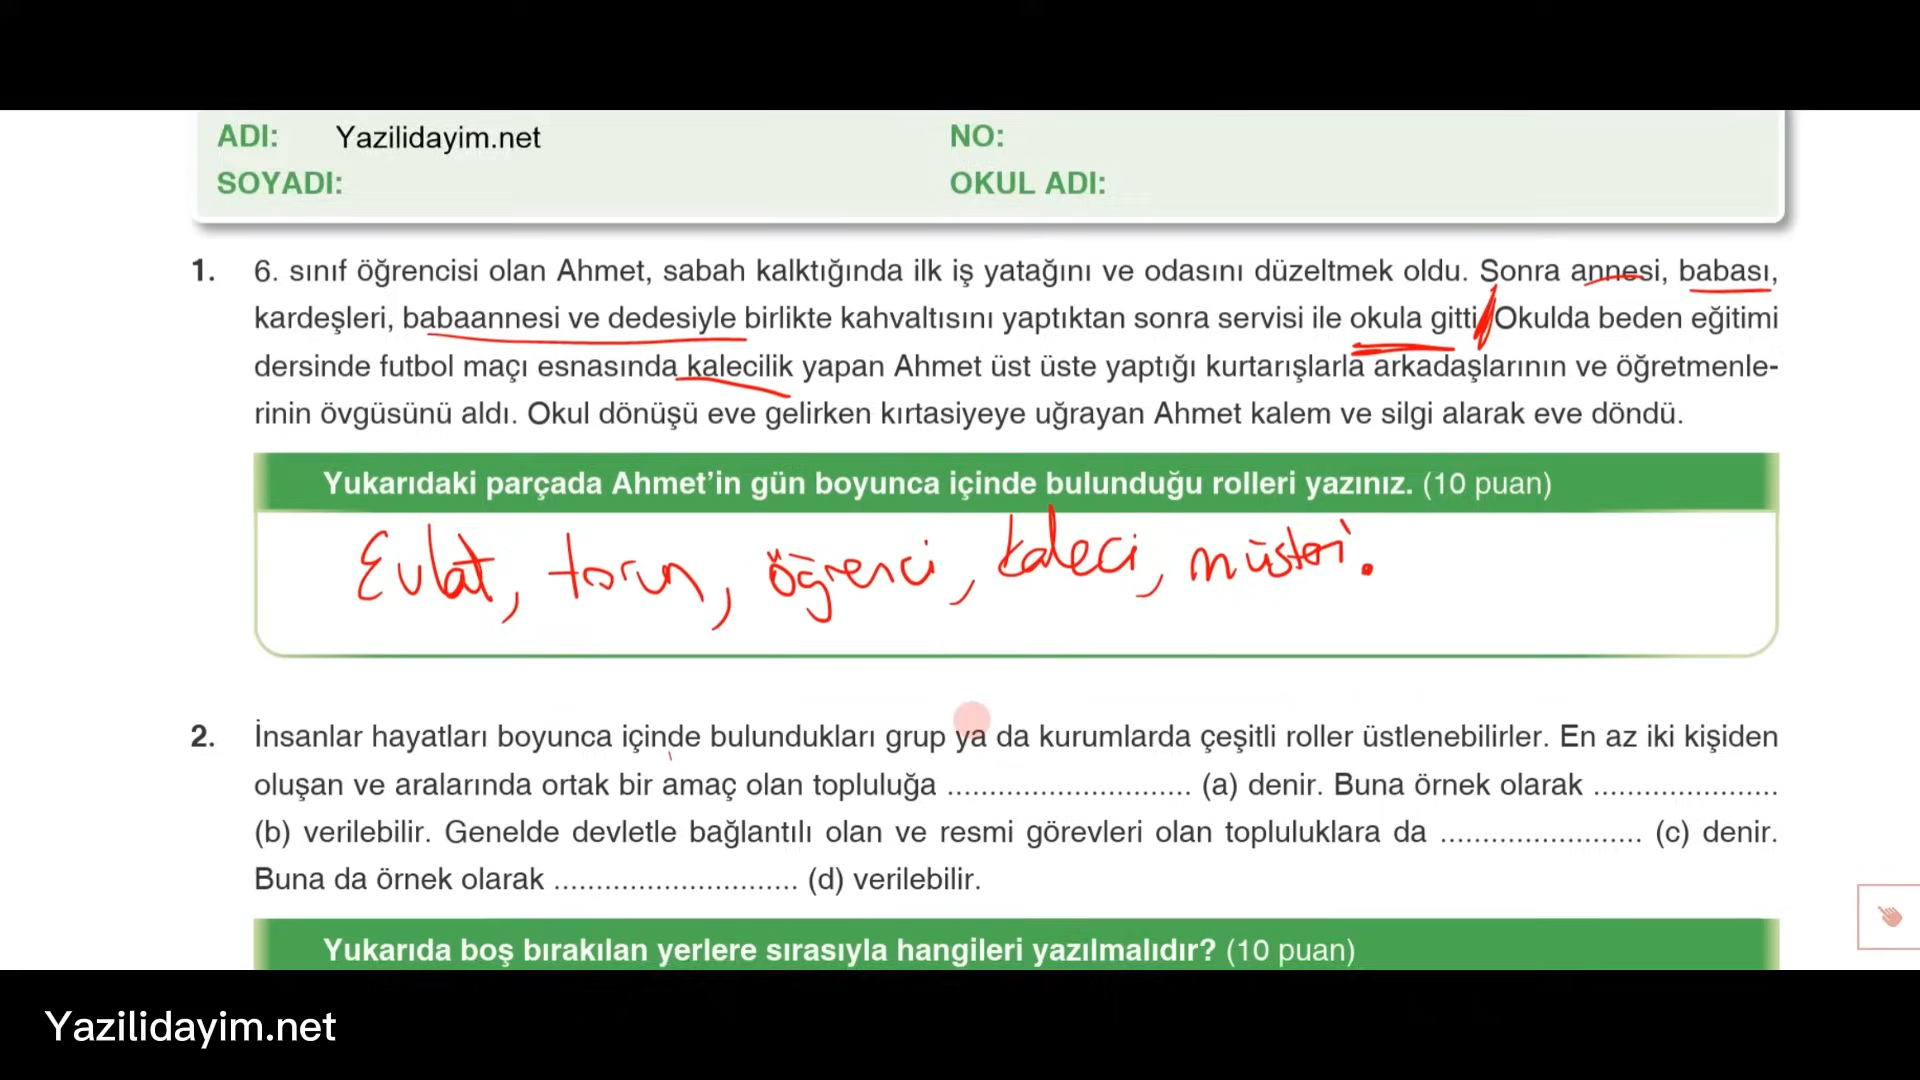 ADI: Yazilidayim.net NO:
SOYADI: OKUL ADI:
1. 6. sınıf öğrencisi olan Ahmet, sabah kalktığında ilk iş yatağını ve odasını düzeltmek oldu. Sonra annesi, babası,
kardeşleri, babaannesi ve dedesiyle birlikte kahvaltısını yaptıktan sonra servisi ile okula gitti. Okulda beden eğitimi
dersinde futbol maçı esnasında kalecilik yapan Ahmet üst üste yaptığı kurtarışlarla arkadaşlarının ve öğretmenle-
rinin övgüsünü aldı. Okul dönüşü eve gelirken kırtasiyeye uğrayan Ahmet kalem ve silgi alarak eve döndü.
Yukarıdaki parçada Ahmet’in gün boyunca içinde bulunduğu rolleri yazınız. (10 puan)
Evlat, torun, öğrenci, kaleci, müşteri.
2. İnsanlar hayatları boyunca içinde bulundukları grup ya da kurumlarda çeşitli roller üstlenebilirler. En az iki kişiden
oluşan ve aralarında ortak bir amaç olan topluluğa ............................. (a) denir. Buna örnek olarak ......................
(b) verilebilir. Genelde devletle bağlantılı olan ve resmi görevleri olan topluluklara da ........................ (c) denir.
Buna da örnek olarak ............................. (d) verilebilir.
Yukarıda boş bırakılan yerlere sırasıyla hangileri yazılmalıdır? (10 puan)
Yazilidayim.net